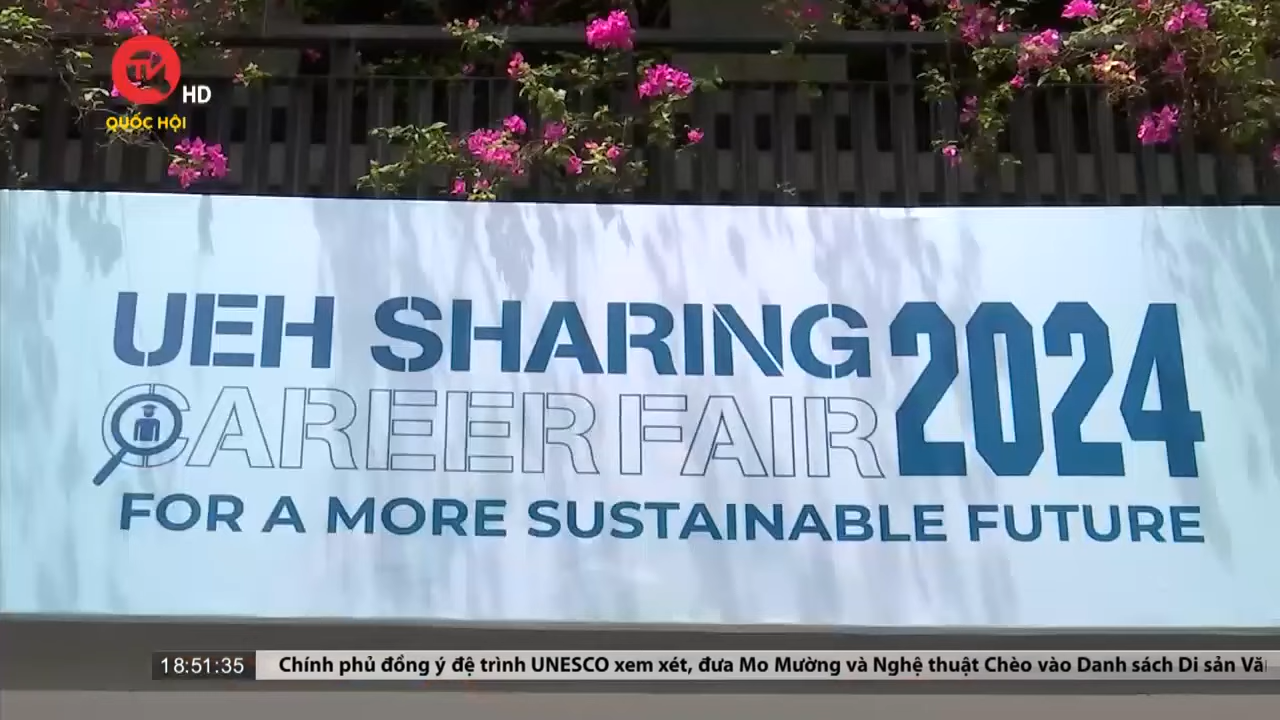 TV
HD
QUỐC HỘI
UEH SHARING
CAREER FAIR
2024
FOR A MORE SUSTAINABLE FUTURE
18:51:35
Chính phủ đồng ý đệ trình UNESCO xem xét, đưa Mo Mường và Nghệ thuật Chèo vào Danh sách Di sản